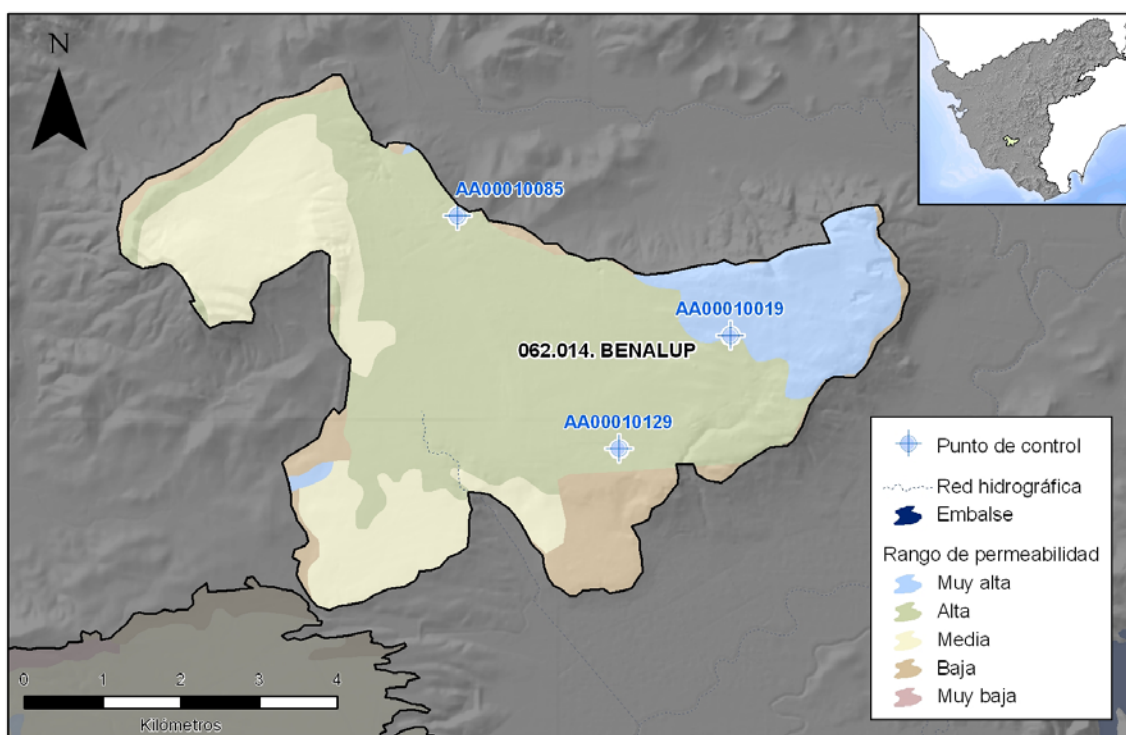 N
AA00010085
AA00010019
062.014. BENALUP
AA00010129
Punto de control
Red hidrográfica
Embalse
Rango de permeabilidad
Muy alta
Alta
Media
Baja
Muy baja
0 1 2 3 4
Kilómetros